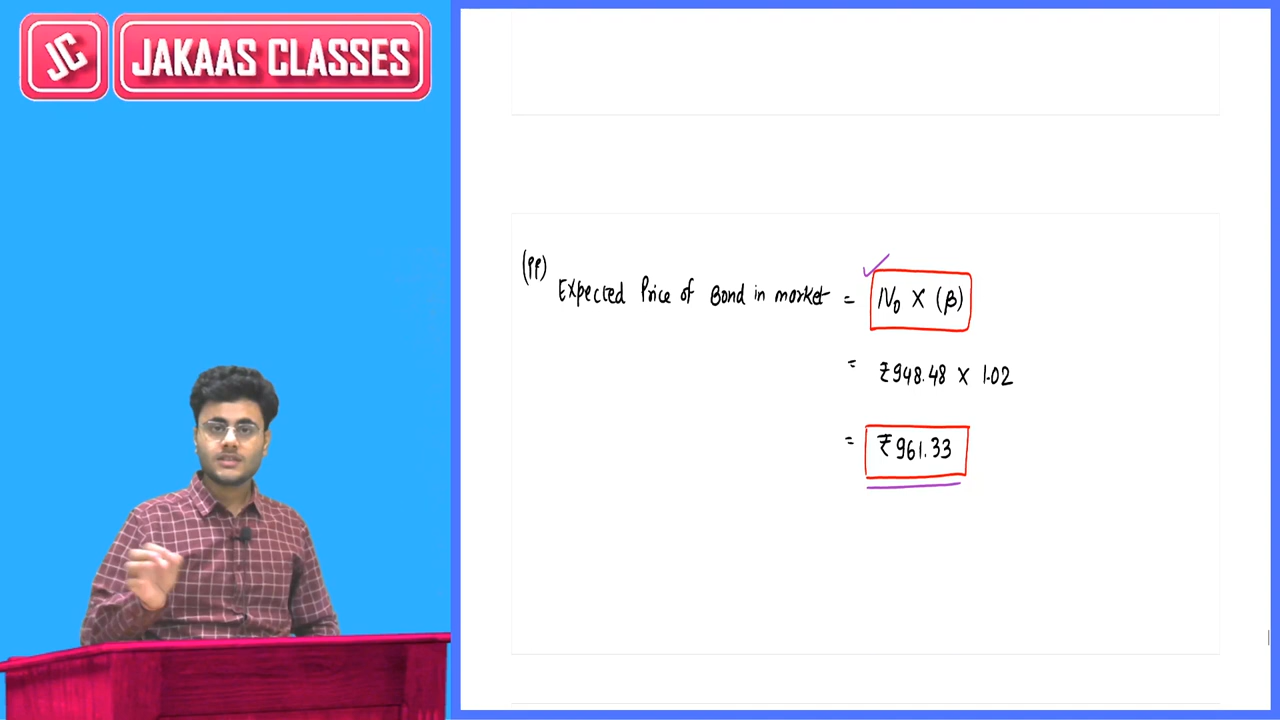 JC JAKAAS CLASSES
(ii)
Expected Price of Bond in market = IV₀ X (β)
= ₹948.48 X 1.02
= ₹961.33